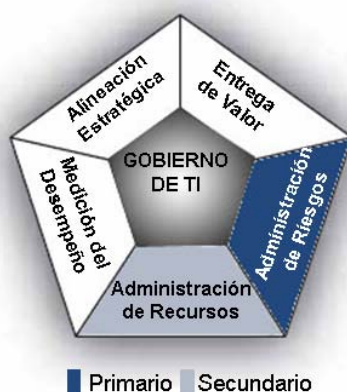 Alineación
Estratégica
Entrega
de Valor
GOBIERNO
DE TI
Medición del
Desempeño
Administración
de Riesgos
Administración
de Recursos
Primario Secundario